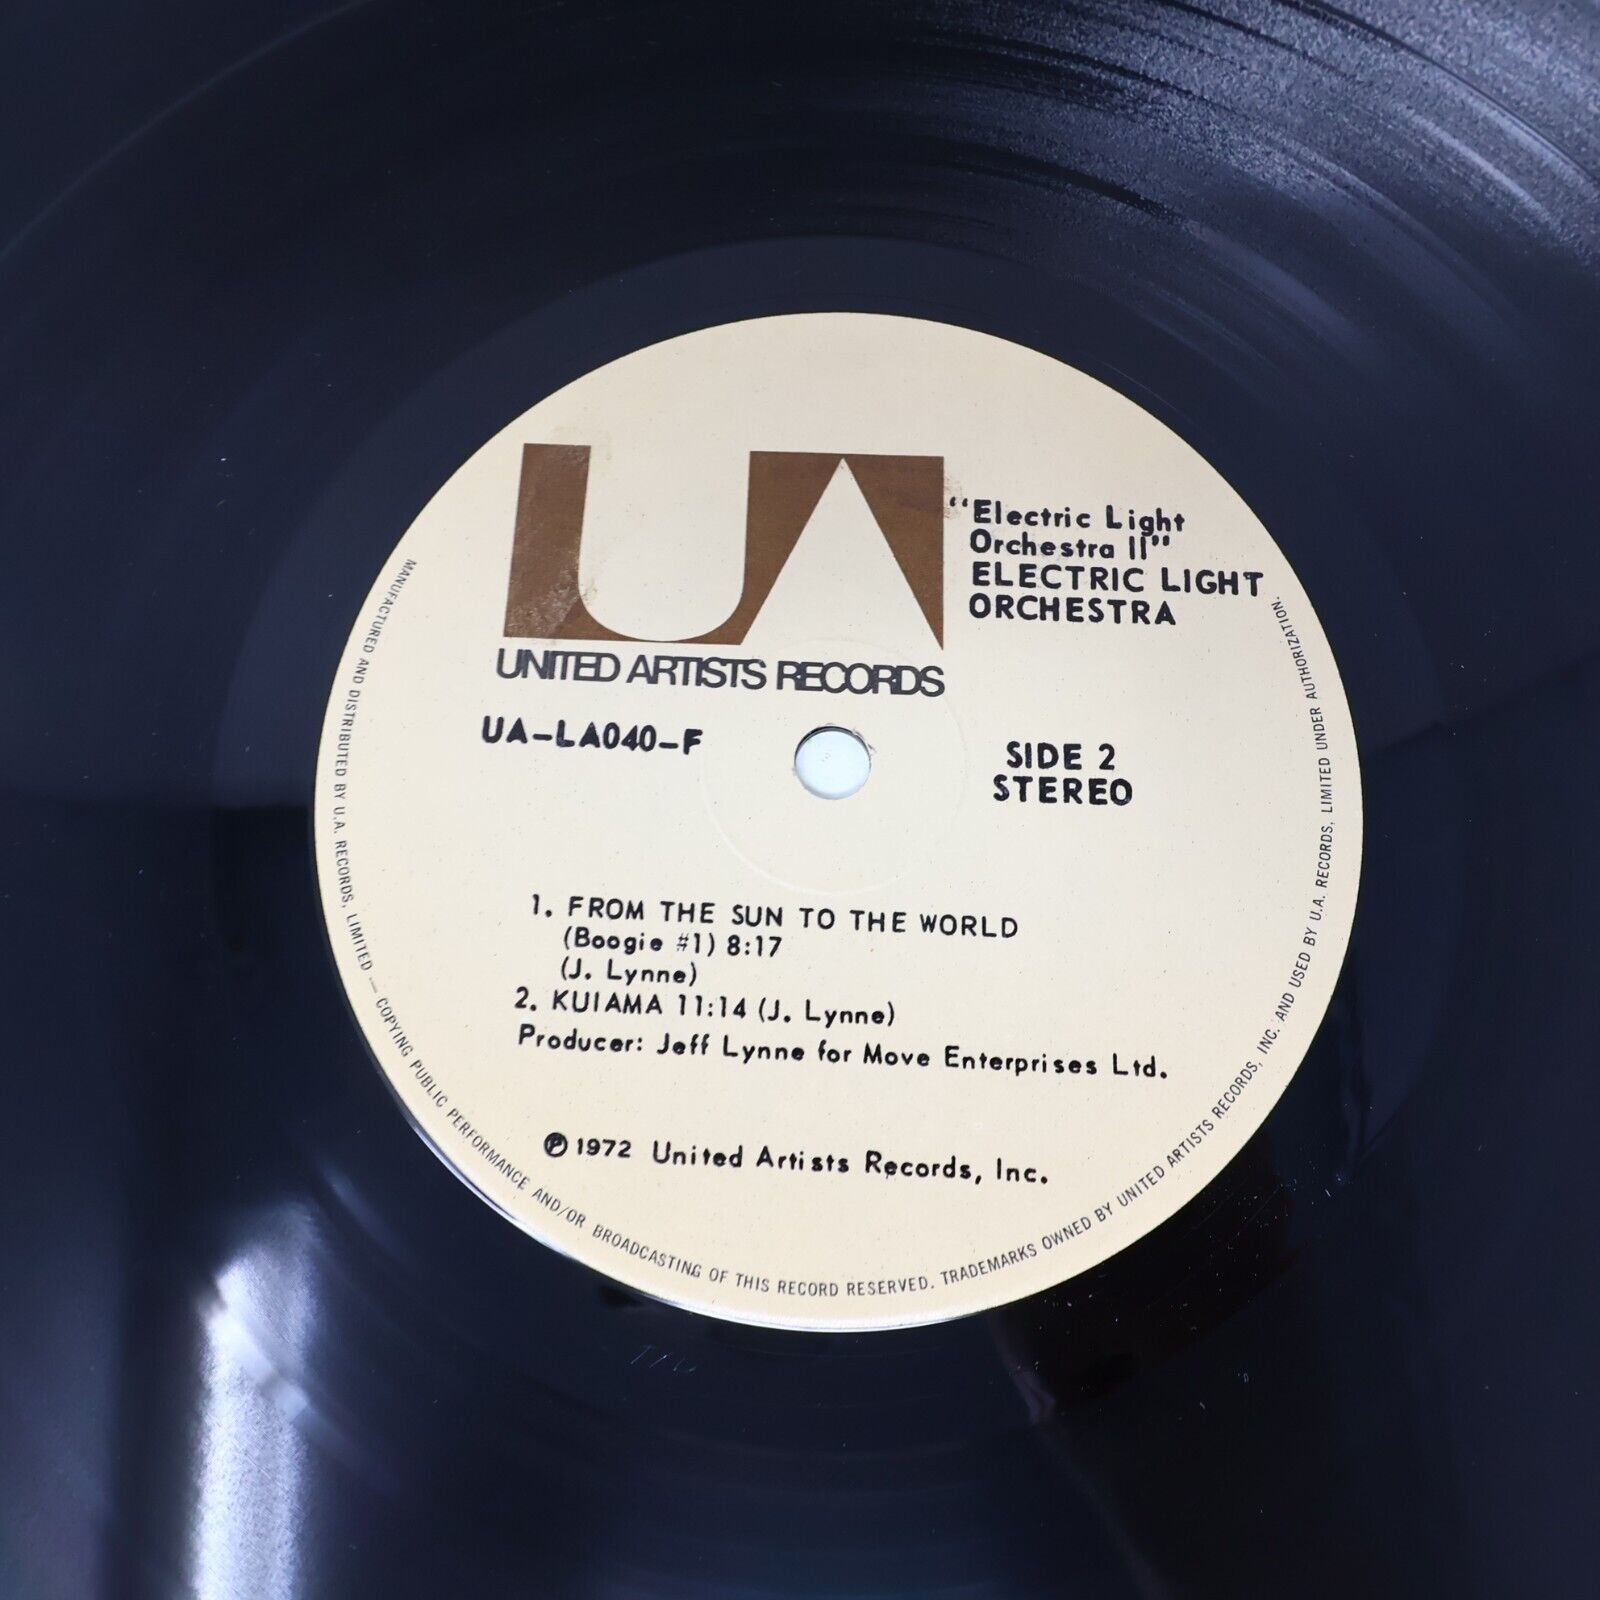 UA
UNITED ARTISTS RECORDS
“Electric Light
Orchestra II”
ELECTRIC LIGHT
ORCHESTRA
UA-LA040-F
SIDE 2
STEREO
1. FROM THE SUN TO THE WORLD
(Boogie #1) 8:17
(J. Lynne)
2. KUIAMA 11:14 (J. Lynne)
Producer: Jeff Lynne for Move Enterprises Ltd.
℗ 1972 United Artists Records, Inc.
MANUFACTURED AND DISTRIBUTED BY U.A. RECORDS, LIMITED — COPYING PUBLIC PERFORMANCE AND/OR BROADCASTING OF THIS RECORD RESERVED. TRADEMARKS OWNED BY UNITED ARTISTS RECORDS, INC. AND USED BY U.A. RECORDS, LIMITED UNDER AUTHORIZATION.